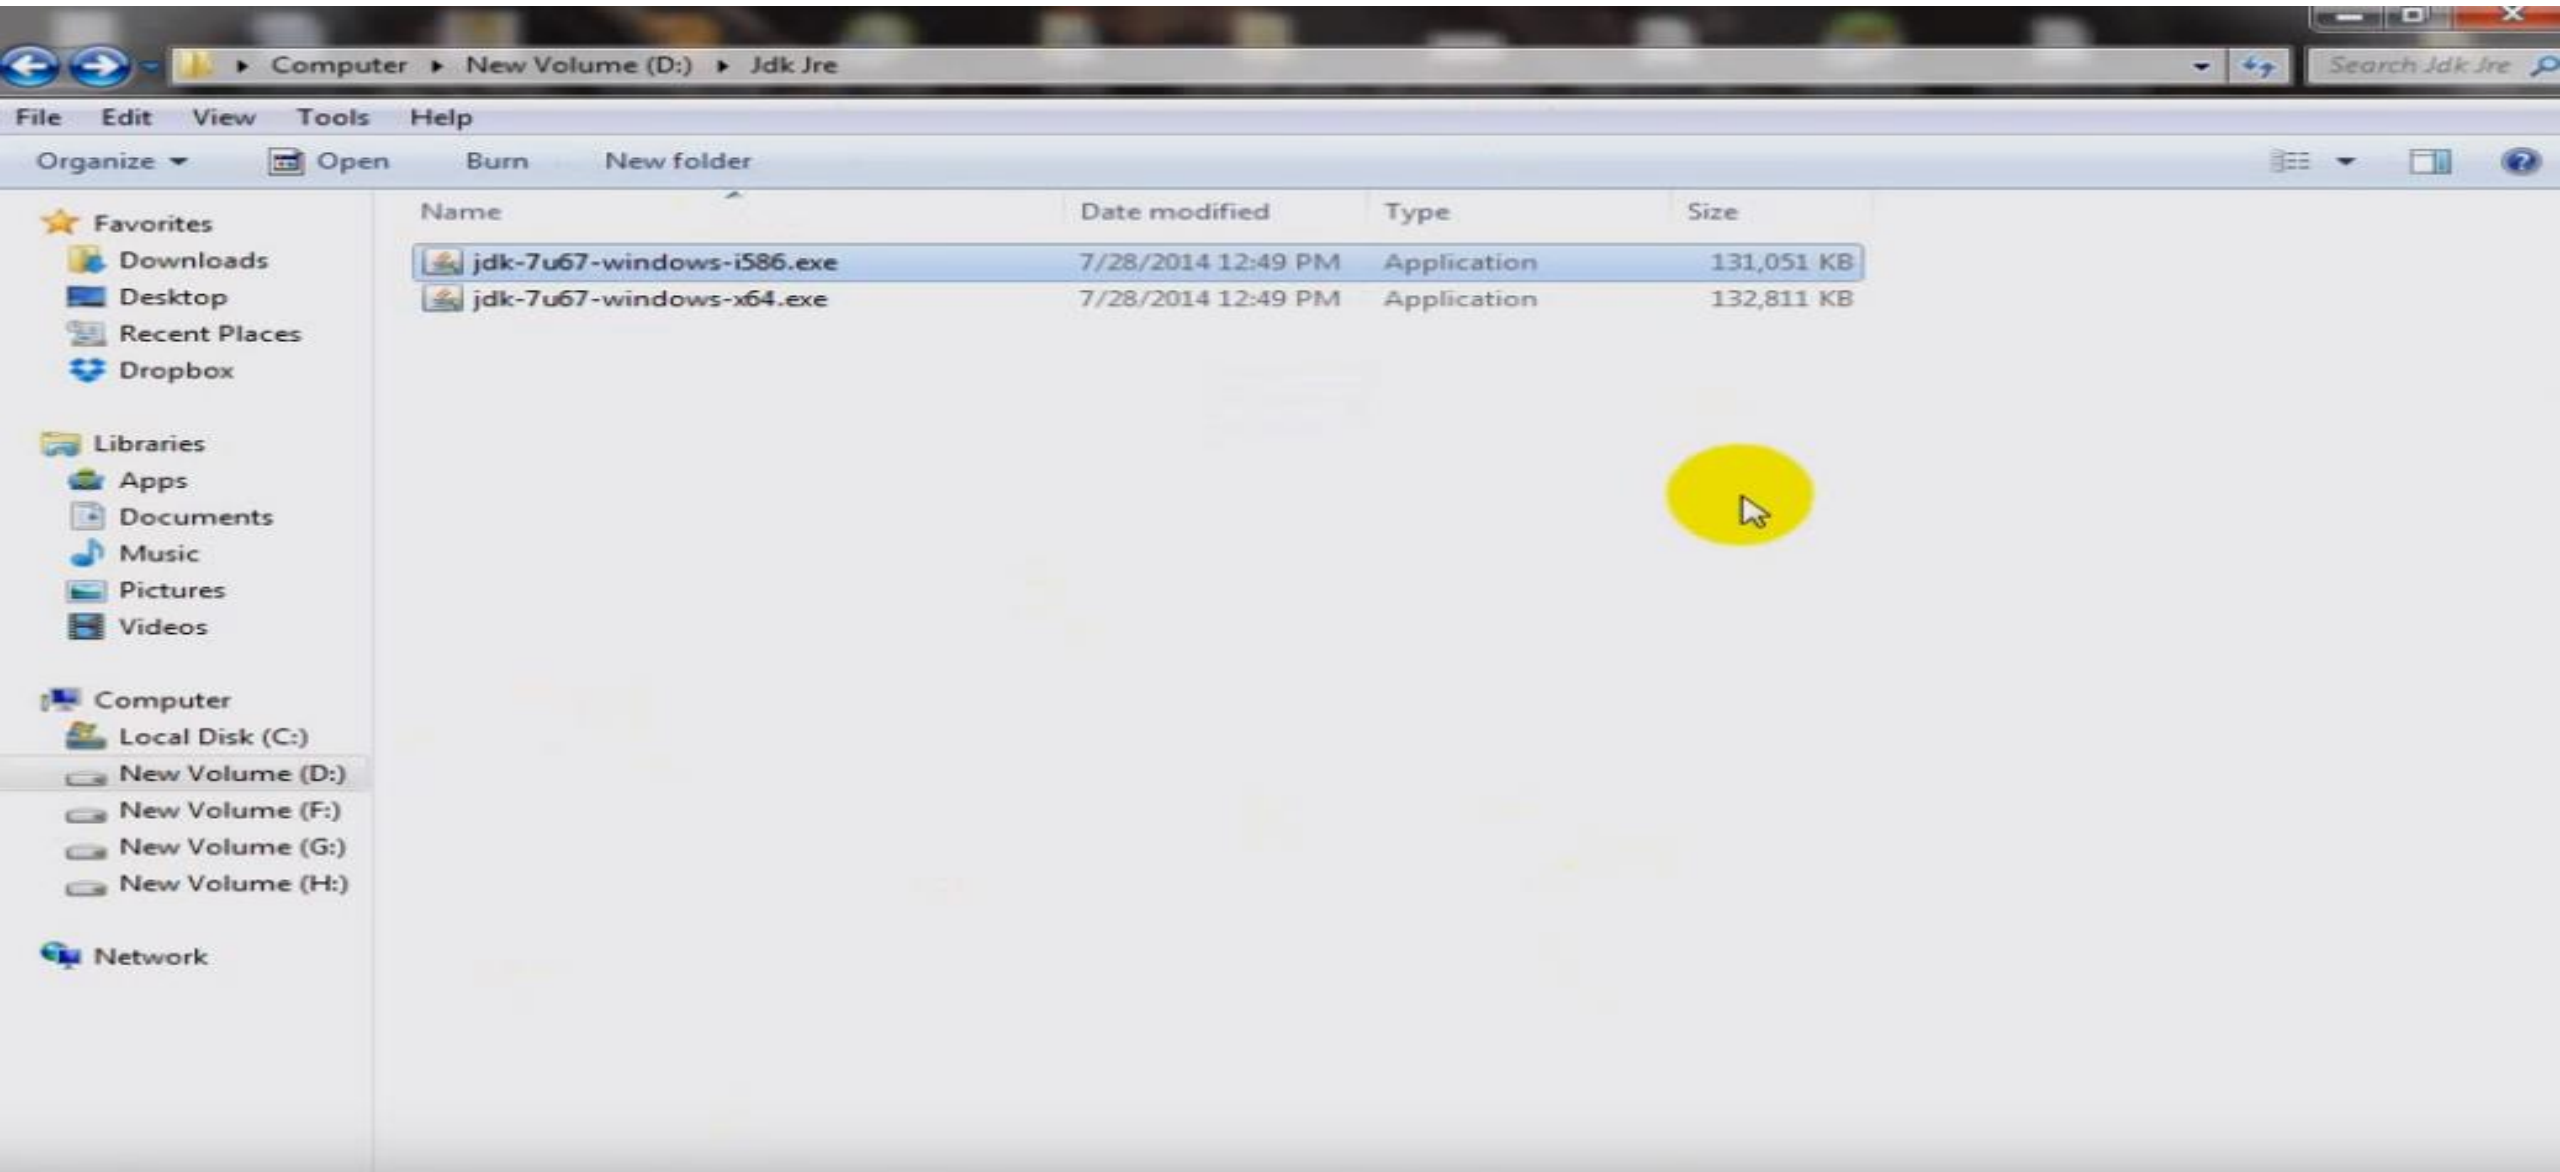 Computer ▸ New Volume (D:) ▸ Jdk Jre
Search Jdk Jre
File Edit View Tools Help
Organize Open Burn New folder
Name Date modified Type Size
jdk-7u67-windows-i586.exe 7/28/2014 12:49 PM Application 131,051 KB
jdk-7u67-windows-x64.exe 7/28/2014 12:49 PM Application 132,811 KB
Favorites
Downloads
Desktop
Recent Places
Dropbox
Libraries
Apps
Documents
Music
Pictures
Videos
Computer
Local Disk (C:)
New Volume (D:)
New Volume (F:)
New Volume (G:)
New Volume (H:)
Network